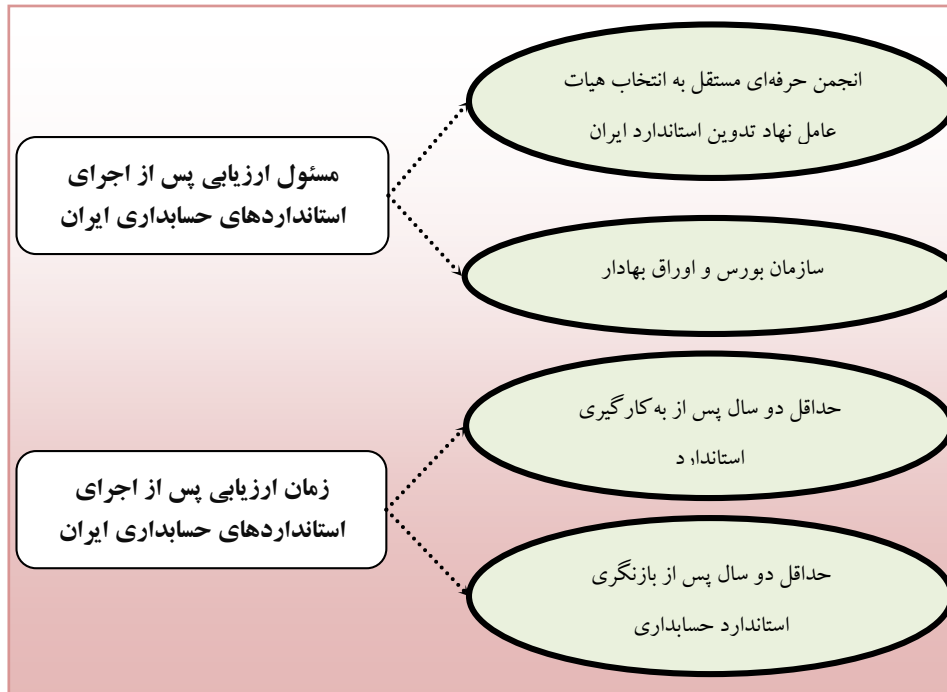 انجمن حرفه‌ای مستقل به انتخاب هیات
عامل نهاد تدوین استاندارد ایران
مسئول ارزیابی پس از اجرای
استانداردهای حسابداری ایران
سازمان بورس و اوراق بهادار
حداقل دو سال پس از به‌کارگیری
استاندارد
زمان ارزیابی پس از اجرای
استانداردهای حسابداری ایران
حداقل دو سال پس از بازنگری
استاندارد حسابداری